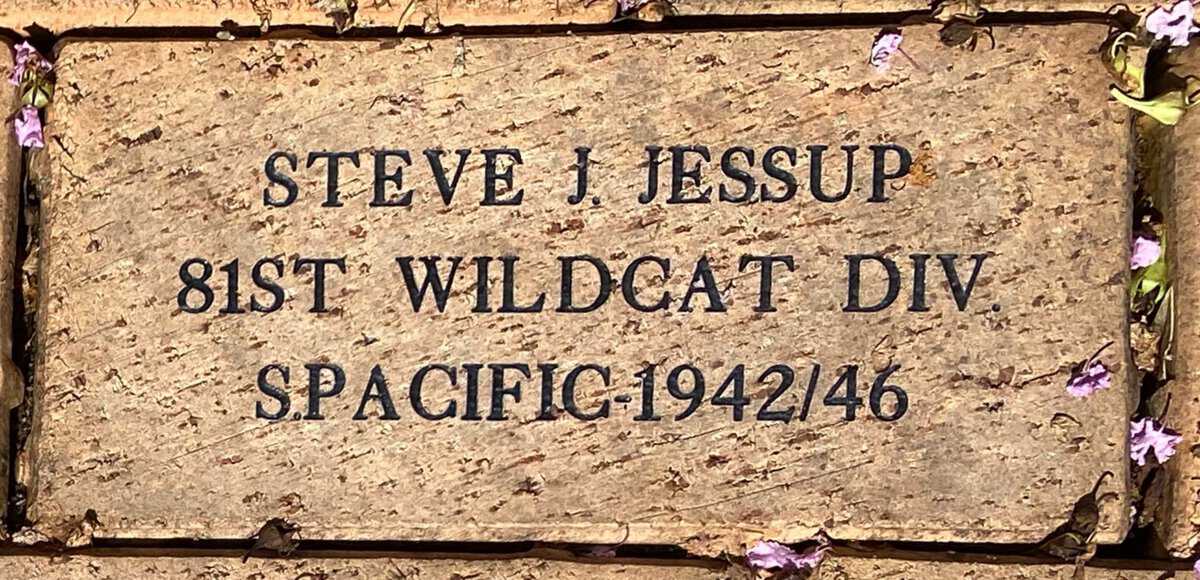 STEVE J. JESSUP
81ST WILDCAT DIV.
S.PACIFIC-1942/46